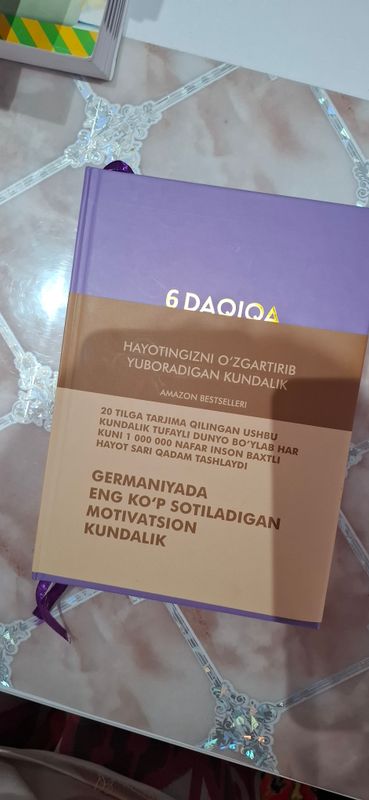 6 DAQIQA
HAYOTINGIZNI O‘ZGARTIRIB
YUBORADIGAN KUNDALIK
AMAZON BESTSELLERI
20 TILGA TARJIMA QILINGAN USHBU
KUNDALIK TUFAYLI DUNYO BO‘YLAB HAR
KUNI 1 000 000 NAFAR INSON BAXTLI
HAYOT SARI QADAM TASHLAYDI
GERMANIYADA
ENG KO‘P SOTILADIGAN
MOTIVATSION
KUNDALIK